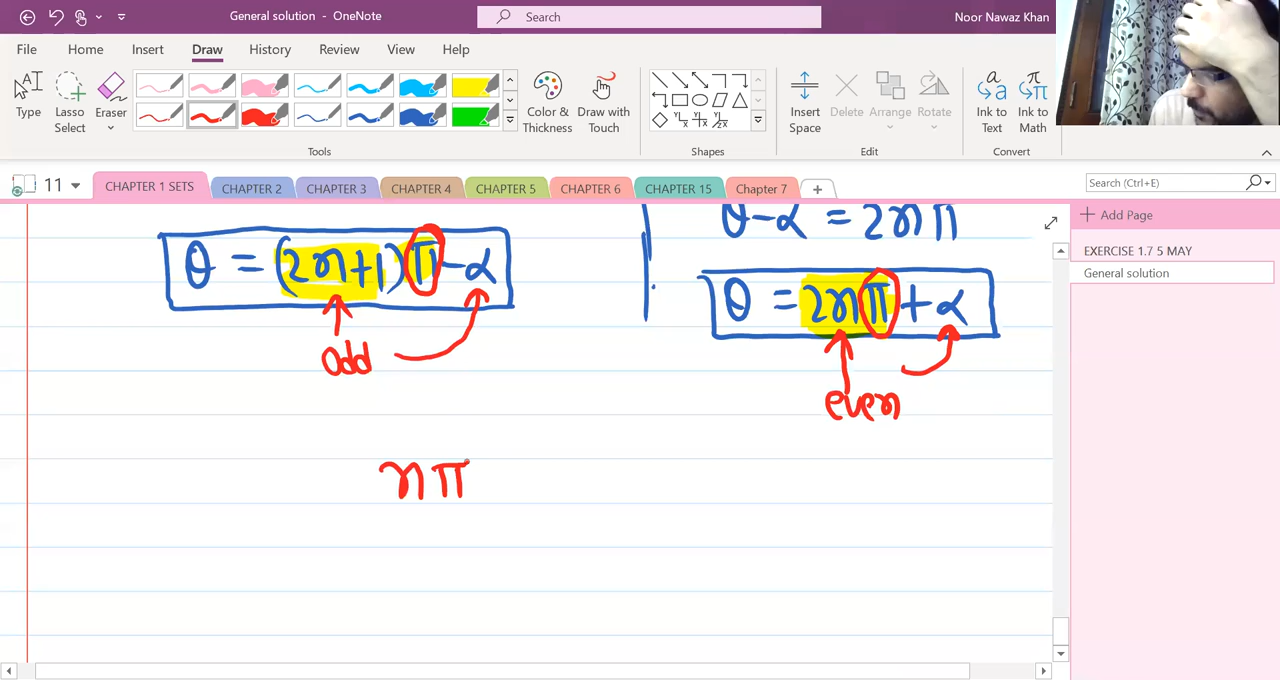 General solution - OneNote
Search
Noor Nawaz Khan
File Home Insert Draw History Review View Help
Type
Lasso Select
Eraser
Color & Thickness
Draw with Touch
Insert Space
Delete
Arrange
Rotate
Ink to Text
Ink to Math
Tools Shapes Edit Convert
11 CHAPTER 1 SETS CHAPTER 2 CHAPTER 3 CHAPTER 4 CHAPTER 5 CHAPTER 6 CHAPTER 15 Chapter 7 +
Search (Ctrl+E)
Add Page
EXERCISE 1.7 5 MAY
General solution
θ = (2n+1)π-α
odd
θ-α = 2nπ
θ = 2nπ+α
even
nπ